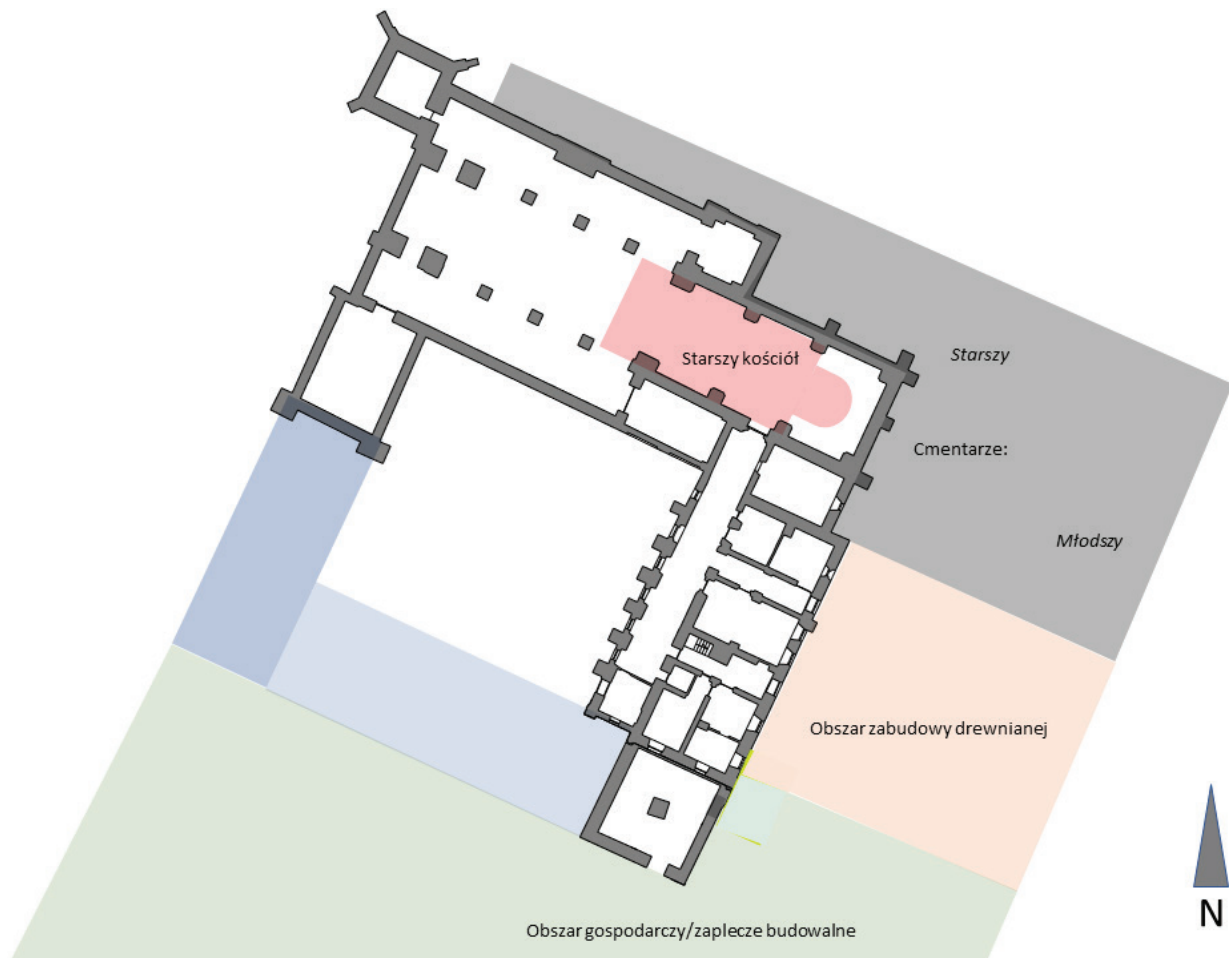 Starszy
Starszy kościół
Cmentarze:
Młodszy
Obszar zabudowy drewnianej
N
Obszar gospodarczy/zaplecze budowalne